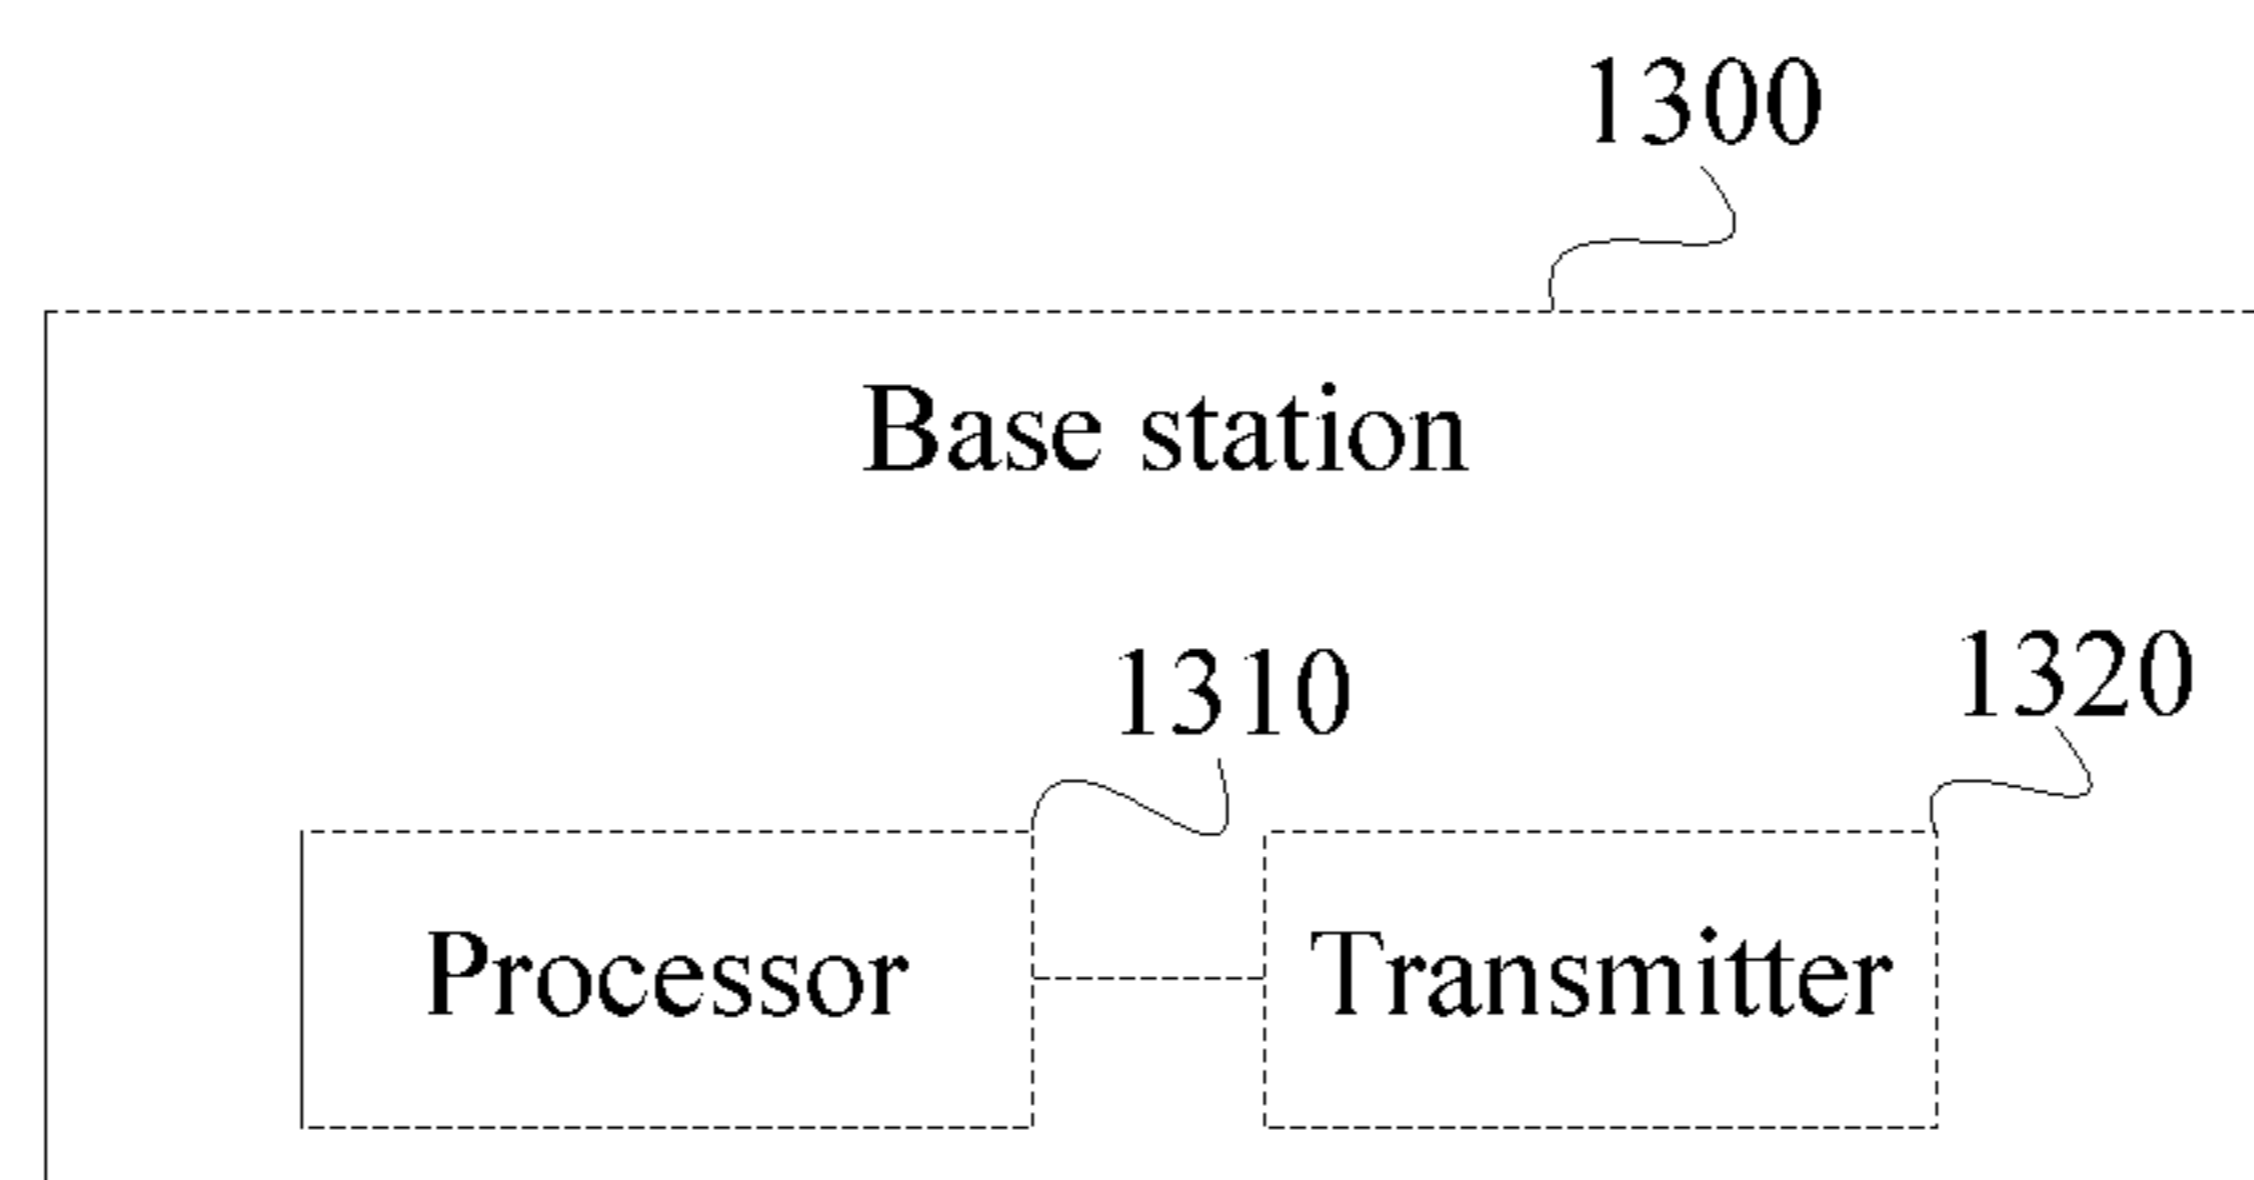 1300
Base station
1310
1320
Processor
Transmitter